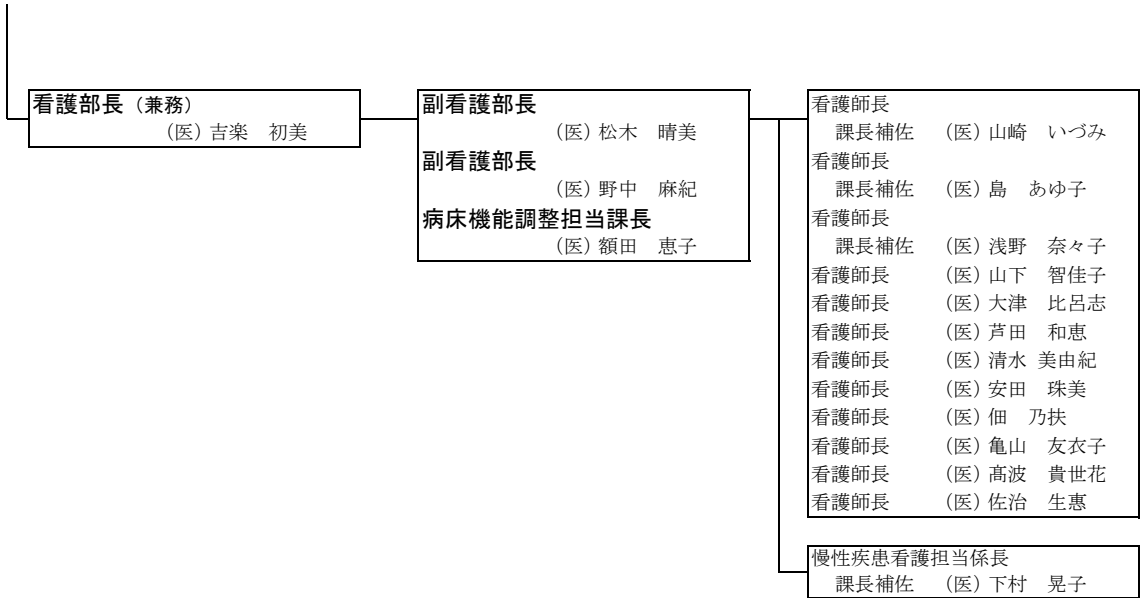 看護部長（兼務）
（医）吉楽　初美
副看護部長
（医）松木　晴美
副看護部長
（医）野中　麻紀
病床機能調整担当課長
（医）額田　恵子
看護師長
課長補佐　（医）山崎　いづみ
看護師長
課長補佐　（医）島　あゆ子
看護師長
課長補佐　（医）浅野　奈々子
看護師長　（医）山下　智佳子
看護師長　（医）大津　比呂志
看護師長　（医）芦田　和恵
看護師長　（医）清水 美由紀
看護師長　（医）安田　珠美
看護師長　（医）佃　乃扶
看護師長　（医）亀山　友衣子
看護師長　（医）髙波　貴世花
看護師長　（医）佐治　生惠
慢性疾患看護担当係長
課長補佐　（医）下村　晃子